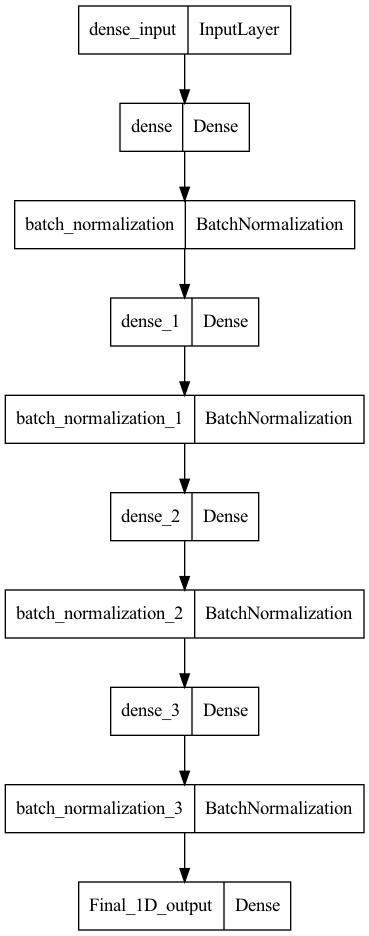 dense_input InputLayer
dense Dense
batch_normalization BatchNormalization
dense_1 Dense
batch_normalization_1 BatchNormalization
dense_2 Dense
batch_normalization_2 BatchNormalization
dense_3 Dense
batch_normalization_3 BatchNormalization
Final_1D_output Dense